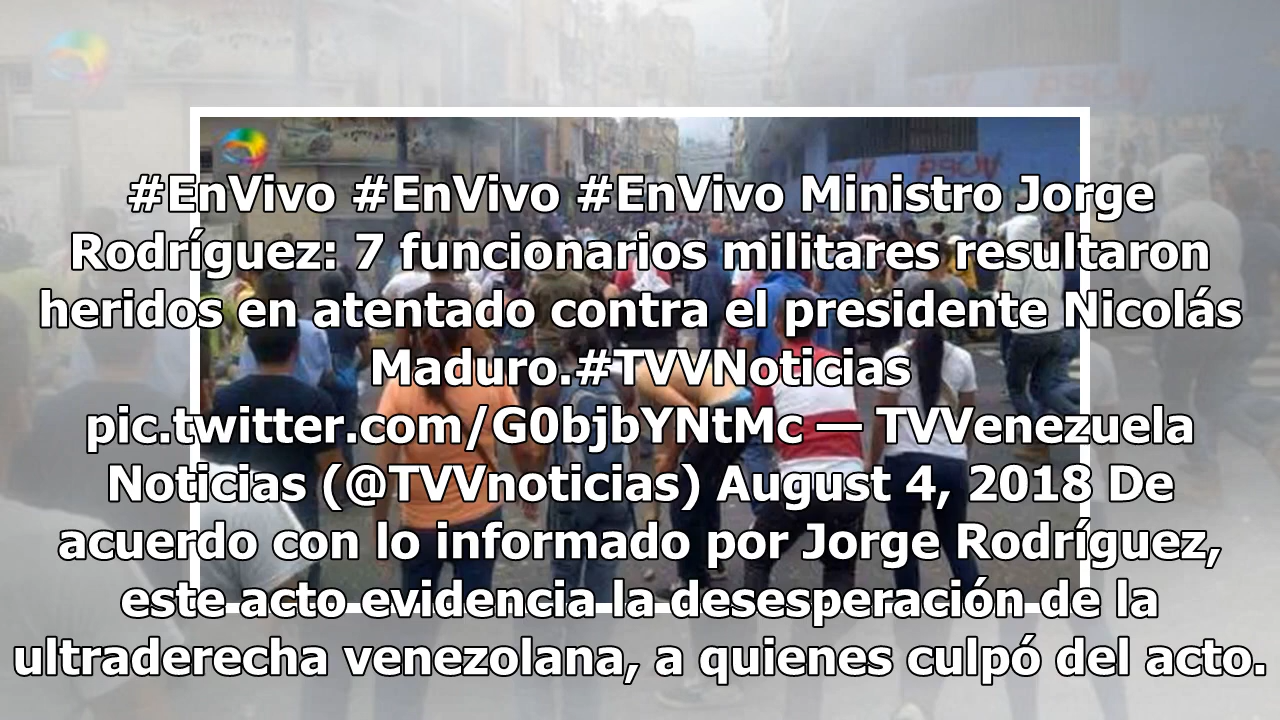 #EnVivo #EnVivo #EnVivo Ministro Jorge
Rodríguez: 7 funcionarios militares resultaron
heridos en atentado contra el presidente Nicolás
Maduro.#TVVNoticias
pic.twitter.com/G0bjbYNtMc — TVVenezuela
Noticias (@TVVnoticias) August 4, 2018 De
acuerdo con lo informado por Jorge Rodríguez,
este acto evidencia la desesperación de la
ultraderecha venezolana, a quienes culpó del acto.